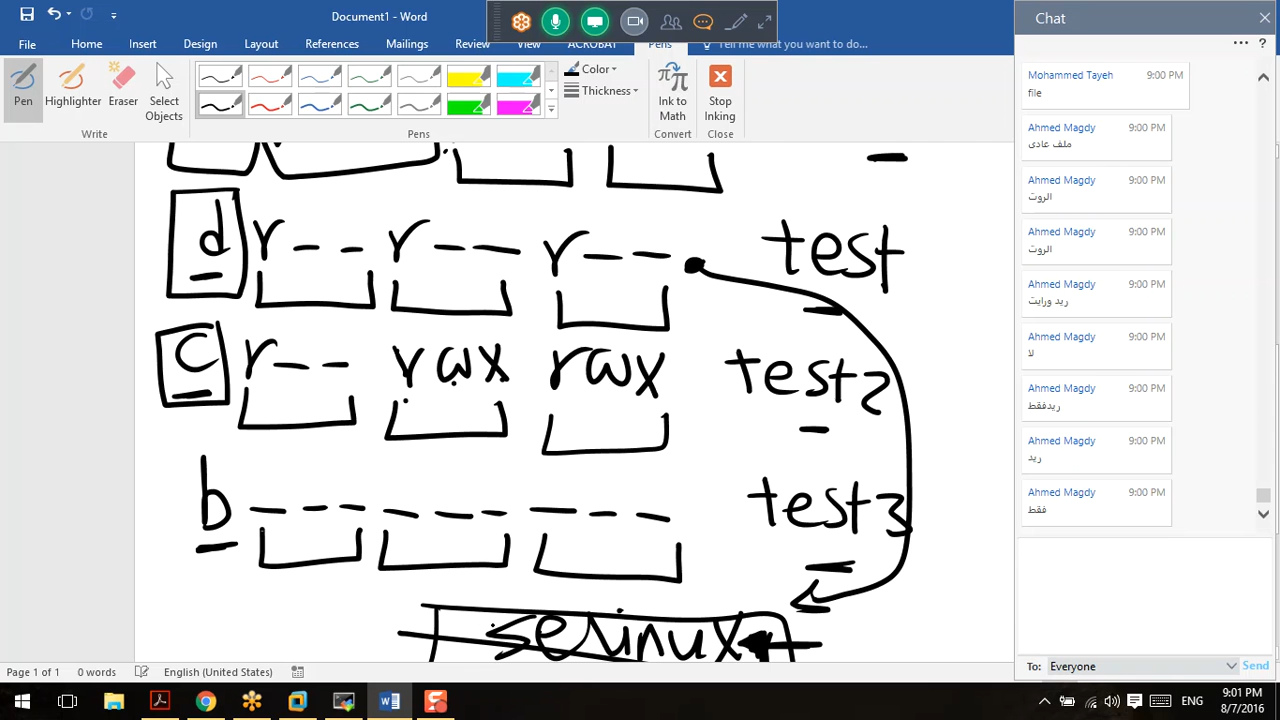 Document1 - Word
Chat
File Home Insert Design Layout References Mailings Review View ACROBAT Pens Tell me what you want to do...
Pen Highlighter Eraser Select Objects
Color
Thickness
Ink to Math
Stop Inking
Write Pens Convert Close
Mohammed Tayeh 9:00 PM
file
Ahmed Magdy 9:00 PM
ملف عادى
Ahmed Magdy 9:00 PM
الروت
Ahmed Magdy 9:00 PM
الروت
Ahmed Magdy 9:00 PM
ريد ورايت
Ahmed Magdy 9:00 PM
لا
Ahmed Magdy 9:00 PM
ريدفقط
Ahmed Magdy 9:00 PM
ريد
Ahmed Magdy 9:00 PM
فقط
d r-- r-- r-- test
c r-- rwx rwx test2
b --- --- --- test3
selinux
To: Everyone Send
Page 1 of 1 0 words English (United States)
ENG 9:01 PM
8/7/2016